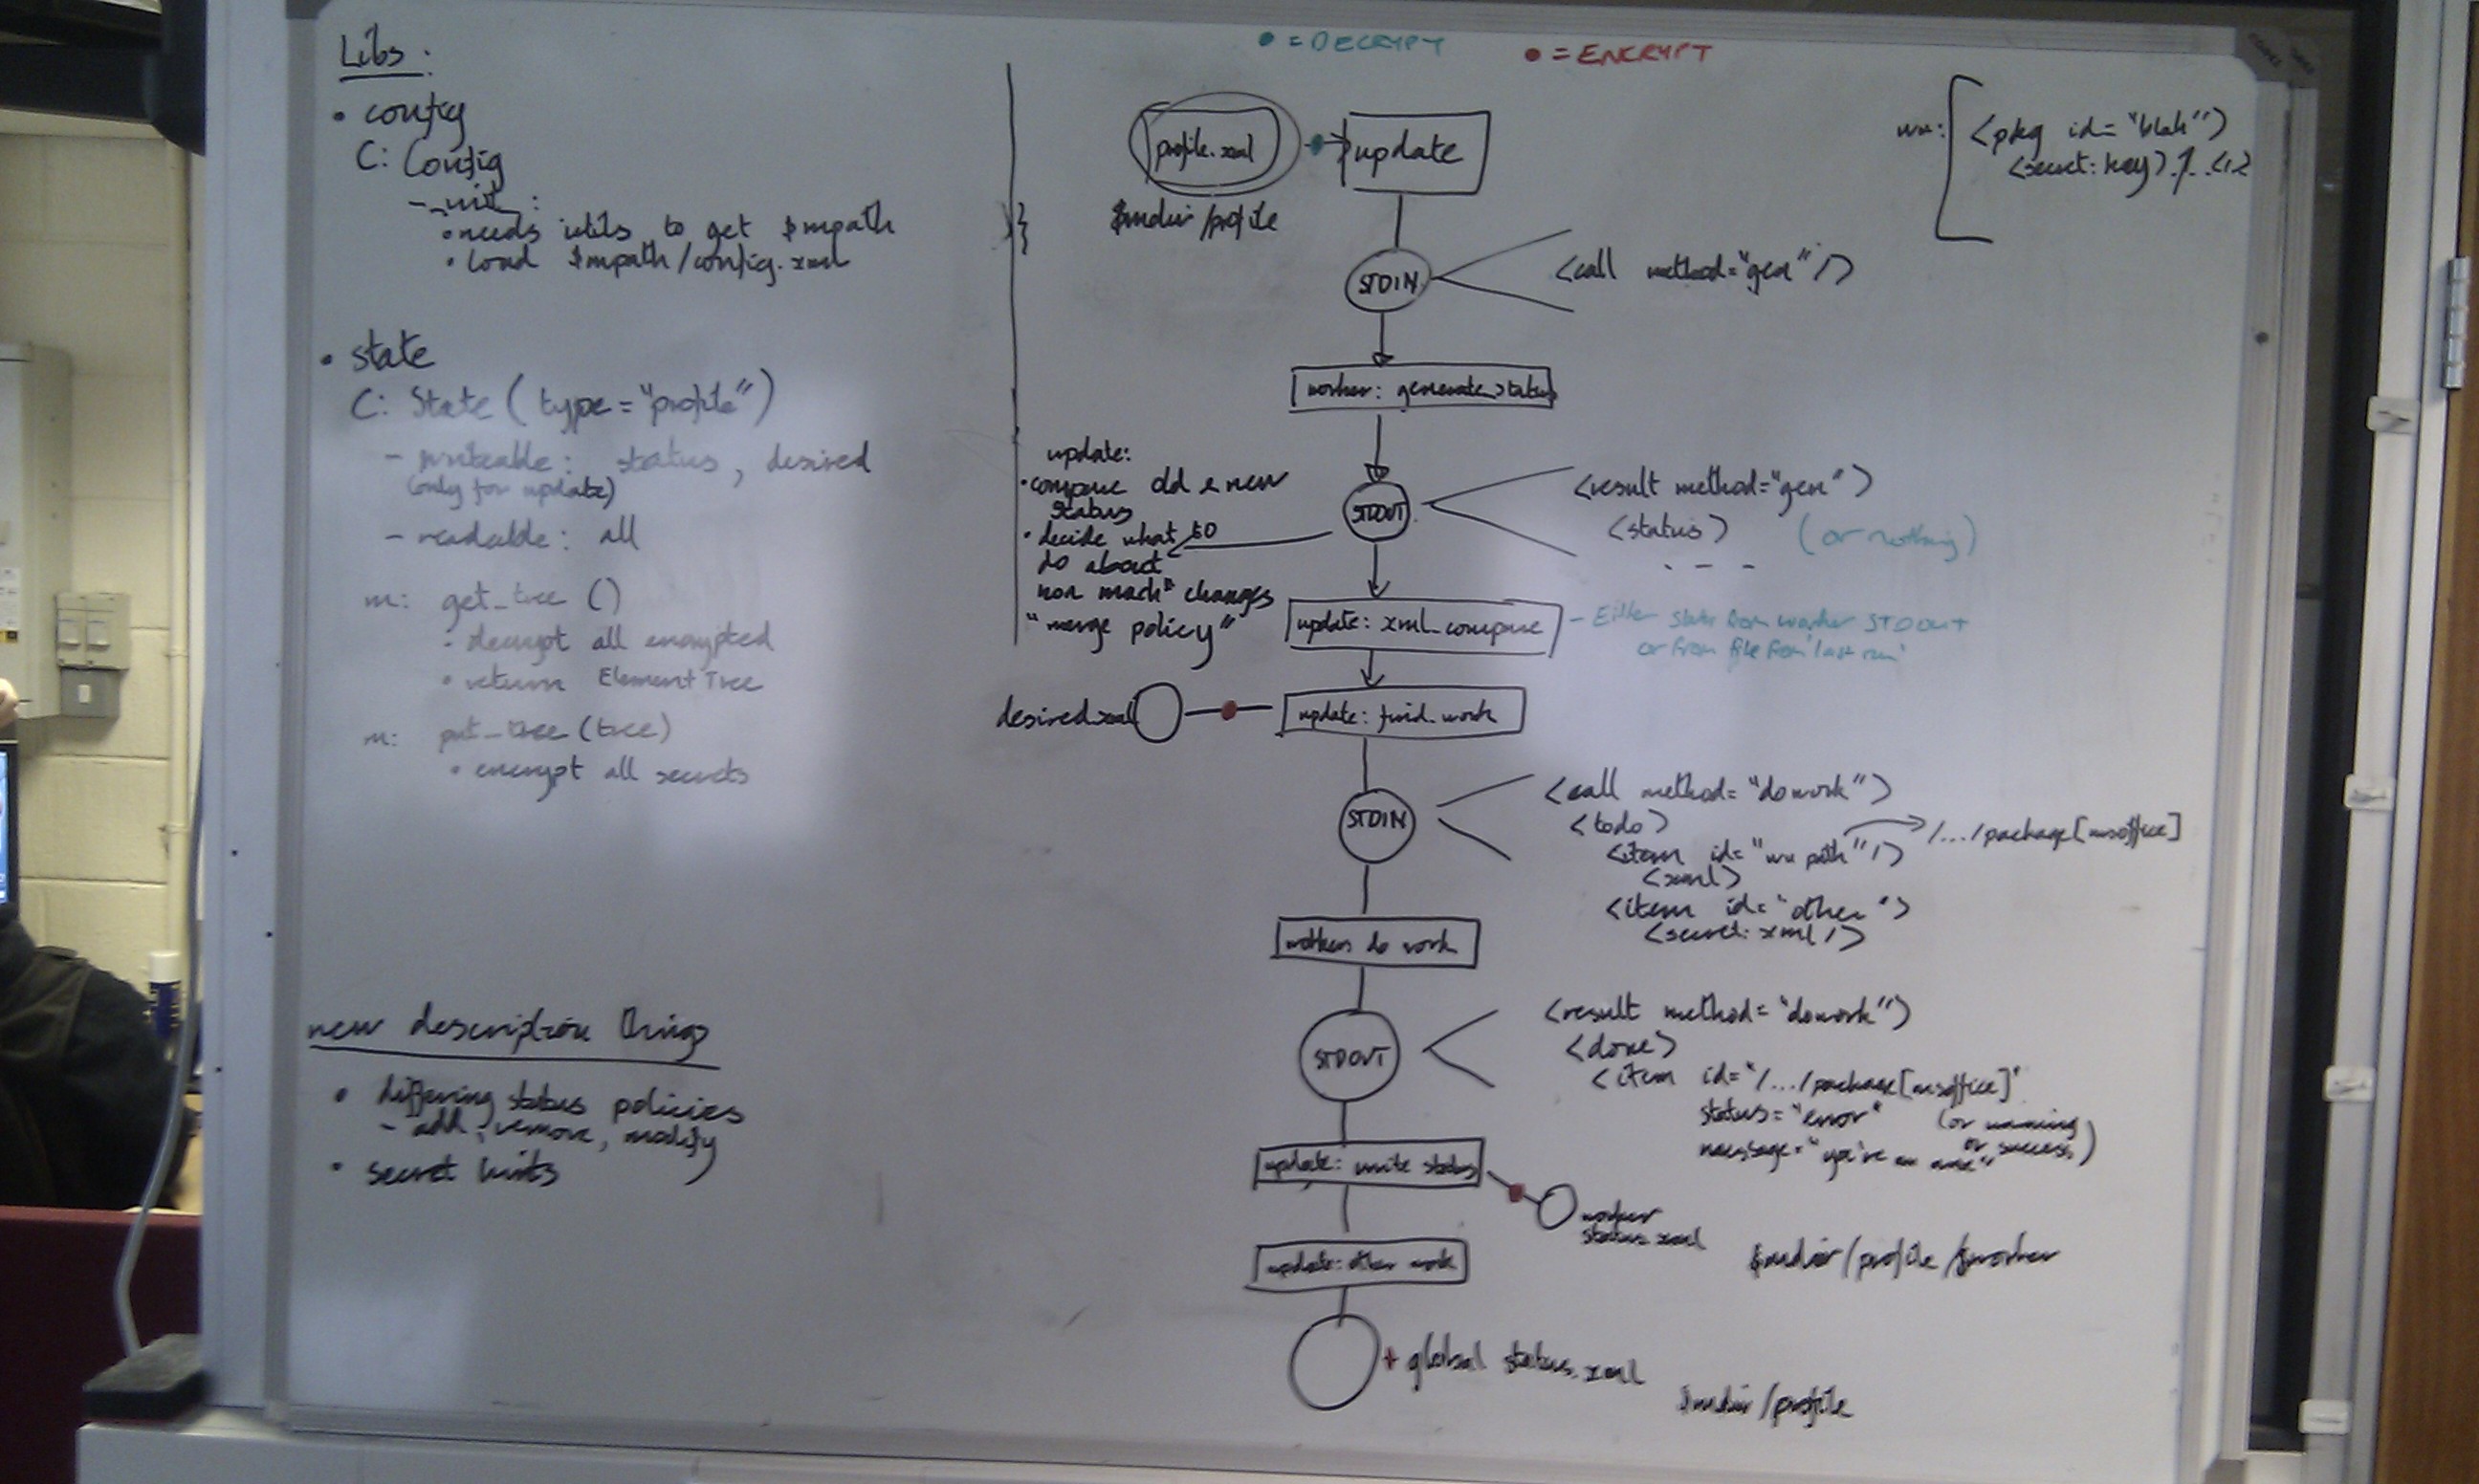 Libs:
• config
C: Config
- __init__:
• needs utils to get $mpath
• load $mpath/config.xml
• state
C: State (type="profile")
- writeable: status, desired
(only for update)
- readable: all
m: get_tree ()
• decrypt all encrypted
• return ElementTree
m: put_tree (tree)
• encrypt all secrets
new description things
• differing status policies
- add, remove, modify
• secret
• = DECRYPT
• = ENCRYPT
profile.xml
update
$mdir/profile
STDIN
<call method="gen"/>
worker: generate_status
update:
• compare old & new
status
• decide what to
do about
non changes
"merge policy"
STDOUT
<result method="gen">
<status> (or nothing)
- - -
update: xml_compare
- Either state from worker STDOUT
or from file from 'last run'
desired.xml
update: find_work
STDIN
<call method="dowork">
<todo>
<item id="wu path"/> /.../package[msoffice]
<xml>
<item id="other">
<secret:xml/>
worker: do work
STDOUT
<result method="dowork">
<done>
<item id="/.../package[msoffice]"
status="error" (or warning
or success)
message="you're an
update: write status
worker
status.xml
$mdir/profile/$worker
update: other work
+ global status.xml
$mdir/profile
wu:
<pkg id="blah">
<secret:key>